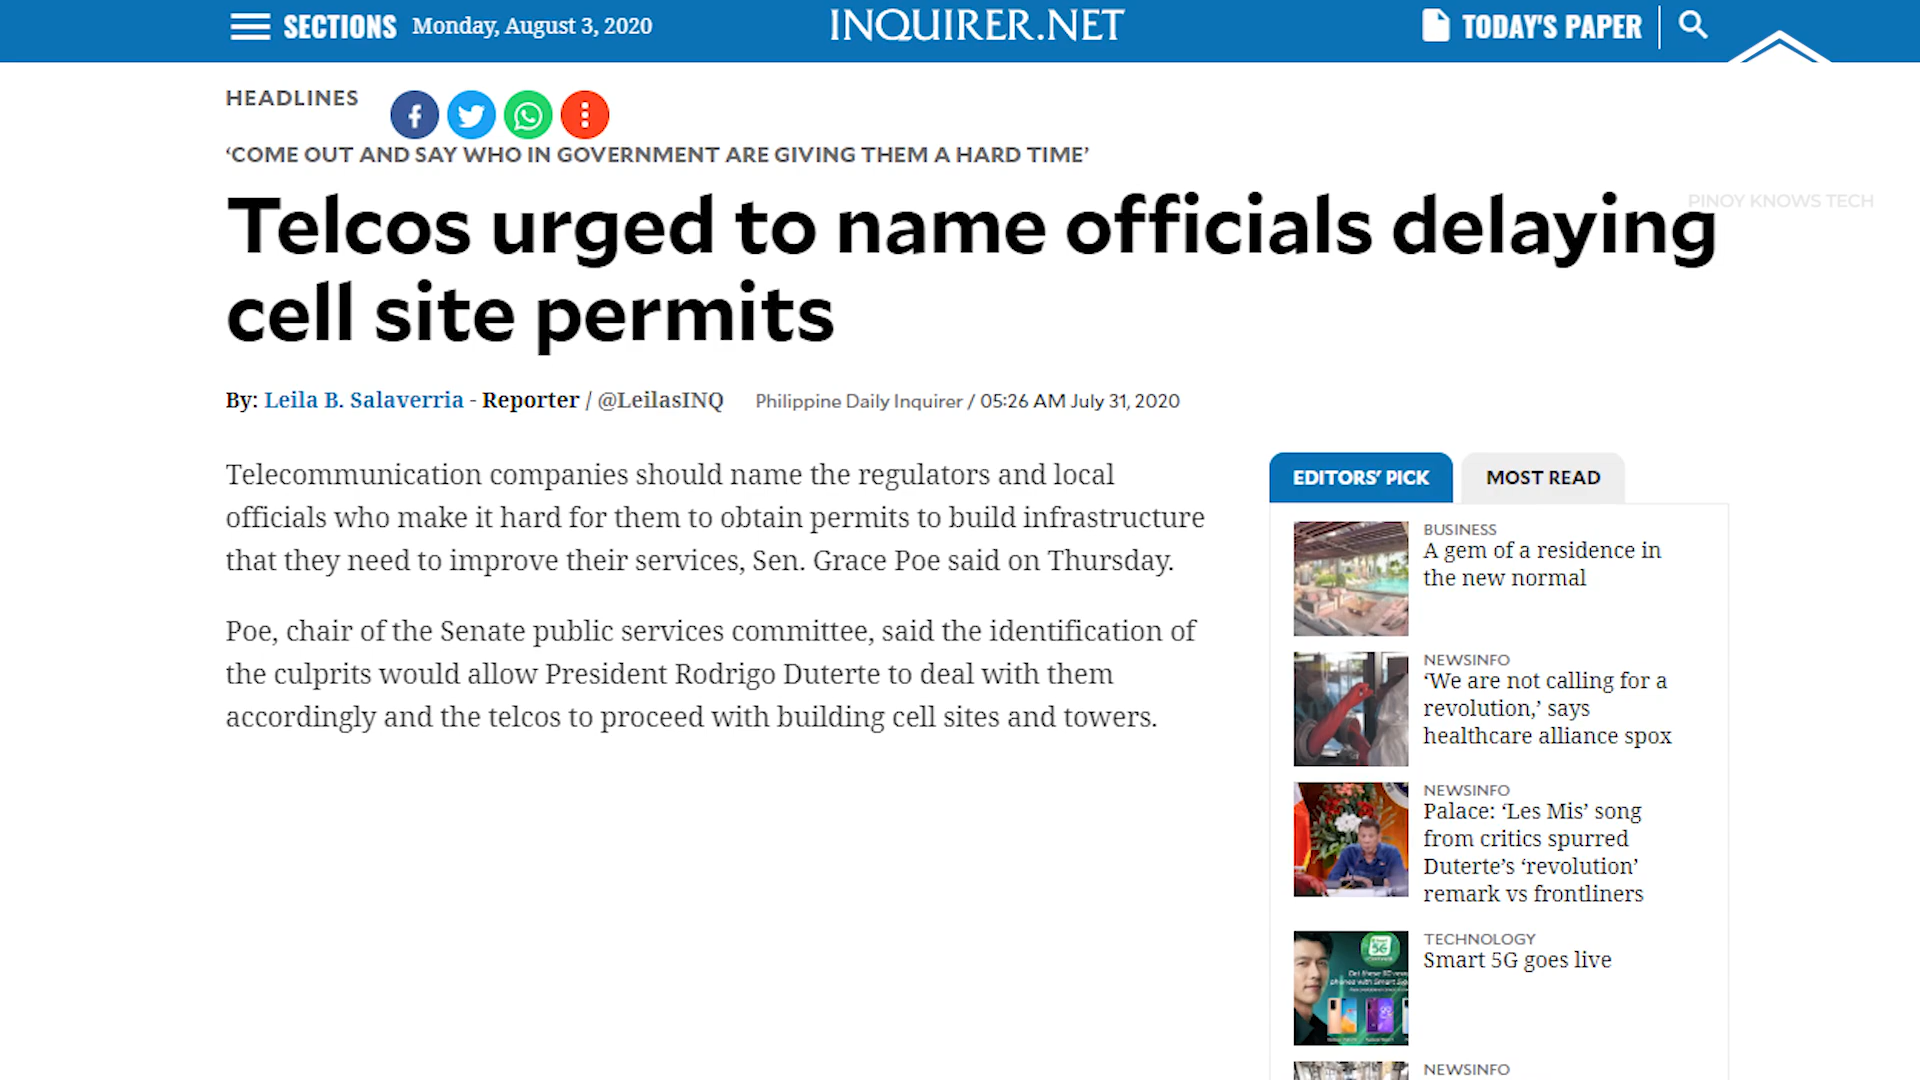 SECTIONS Monday, August 3, 2020 INQUIRER.NET TODAY'S PAPER
HEADLINES
‘COME OUT AND SAY WHO IN GOVERNMENT ARE GIVING THEM A HARD TIME’
PINOY KNOWS TECH
Telcos urged to name officials delaying
cell site permits
By: Leila B. Salaverria - Reporter / @LeilasINQ Philippine Daily Inquirer / 05:26 AM July 31, 2020
Telecommunication companies should name the regulators and local
officials who make it hard for them to obtain permits to build infrastructure
that they need to improve their services, Sen. Grace Poe said on Thursday.
Poe, chair of the Senate public services committee, said the identification of
the culprits would allow President Rodrigo Duterte to deal with them
accordingly and the telcos to proceed with building cell sites and towers.
EDITORS’ PICK MOST READ
BUSINESS
A gem of a residence in
the new normal
NEWSINFO
‘We are not calling for a
revolution,’ says
healthcare alliance spox
NEWSINFO
Palace: ‘Les Mis’ song
from critics spurred
Duterte’s ‘revolution’
remark vs frontliners
TECHNOLOGY
Smart 5G goes live
5G
NEWSINFO